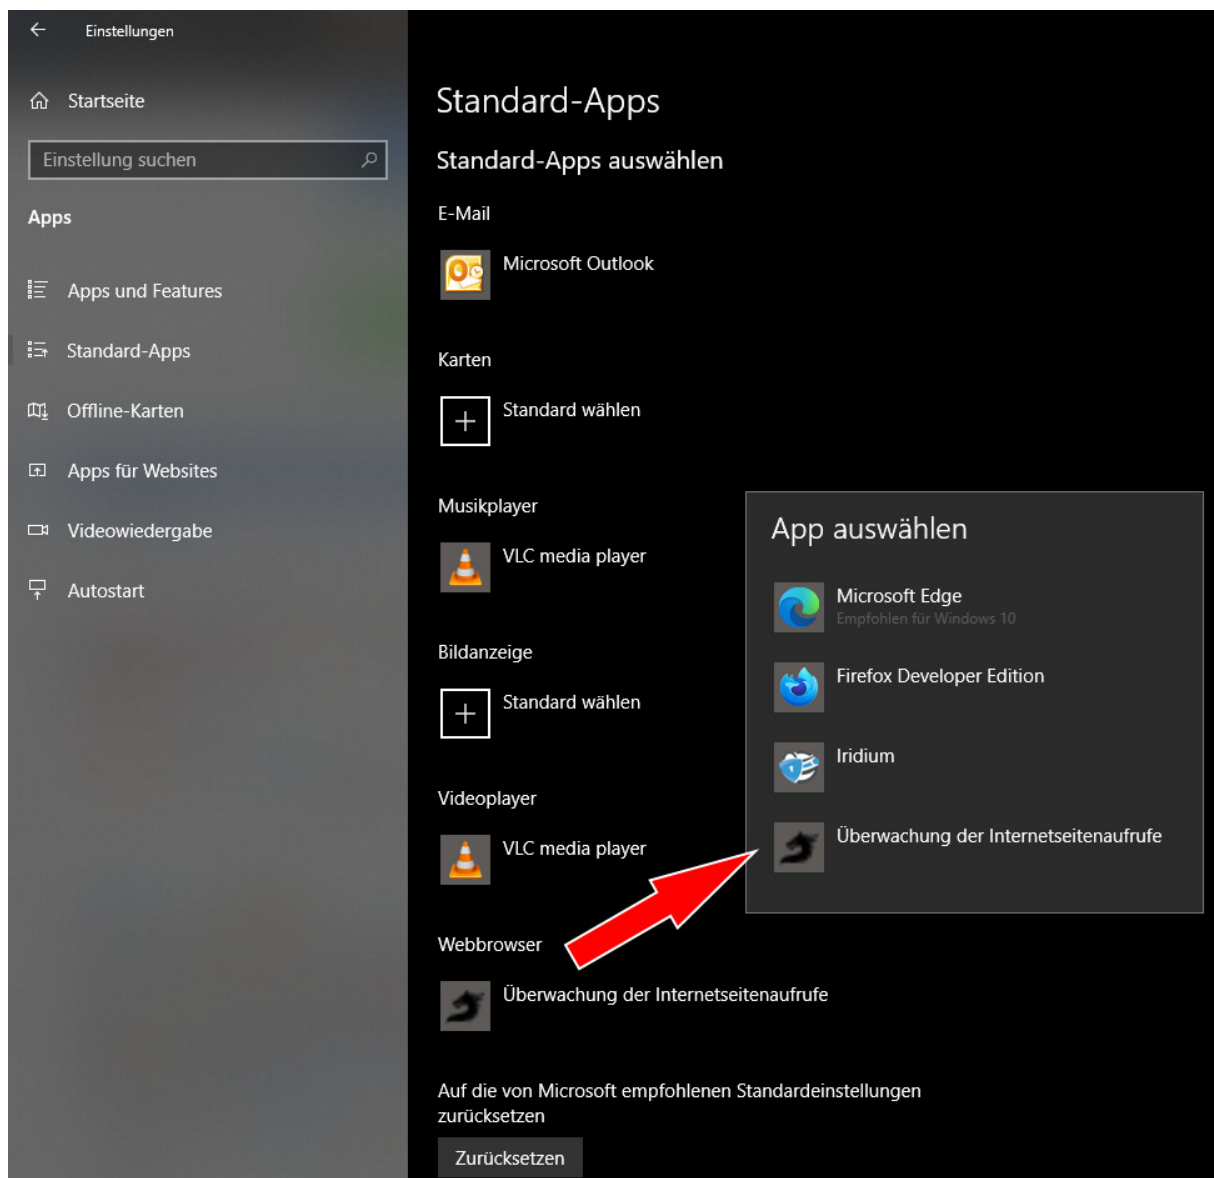 Einstellungen
Startseite
Einstellung suchen
Apps
Apps und Features
Standard-Apps
Offline-Karten
Apps für Websites
Videowiedergabe
Autostart
Standard-Apps
Standard-Apps auswählen
E-Mail
Microsoft Outlook
Karten
Standard wählen
Musikplayer
VLC media player
Bildanzeige
Standard wählen
Videoplayer
VLC media player
Webbrowser
Überwachung der Internetseitenaufrufe
Auf die von Microsoft empfohlenen Standardeinstellungen
zurücksetzen
Zurücksetzen
App auswählen
Microsoft Edge
Empfohlen für Windows 10
Firefox Developer Edition
Iridium
Überwachung der Internetseitenaufrufe